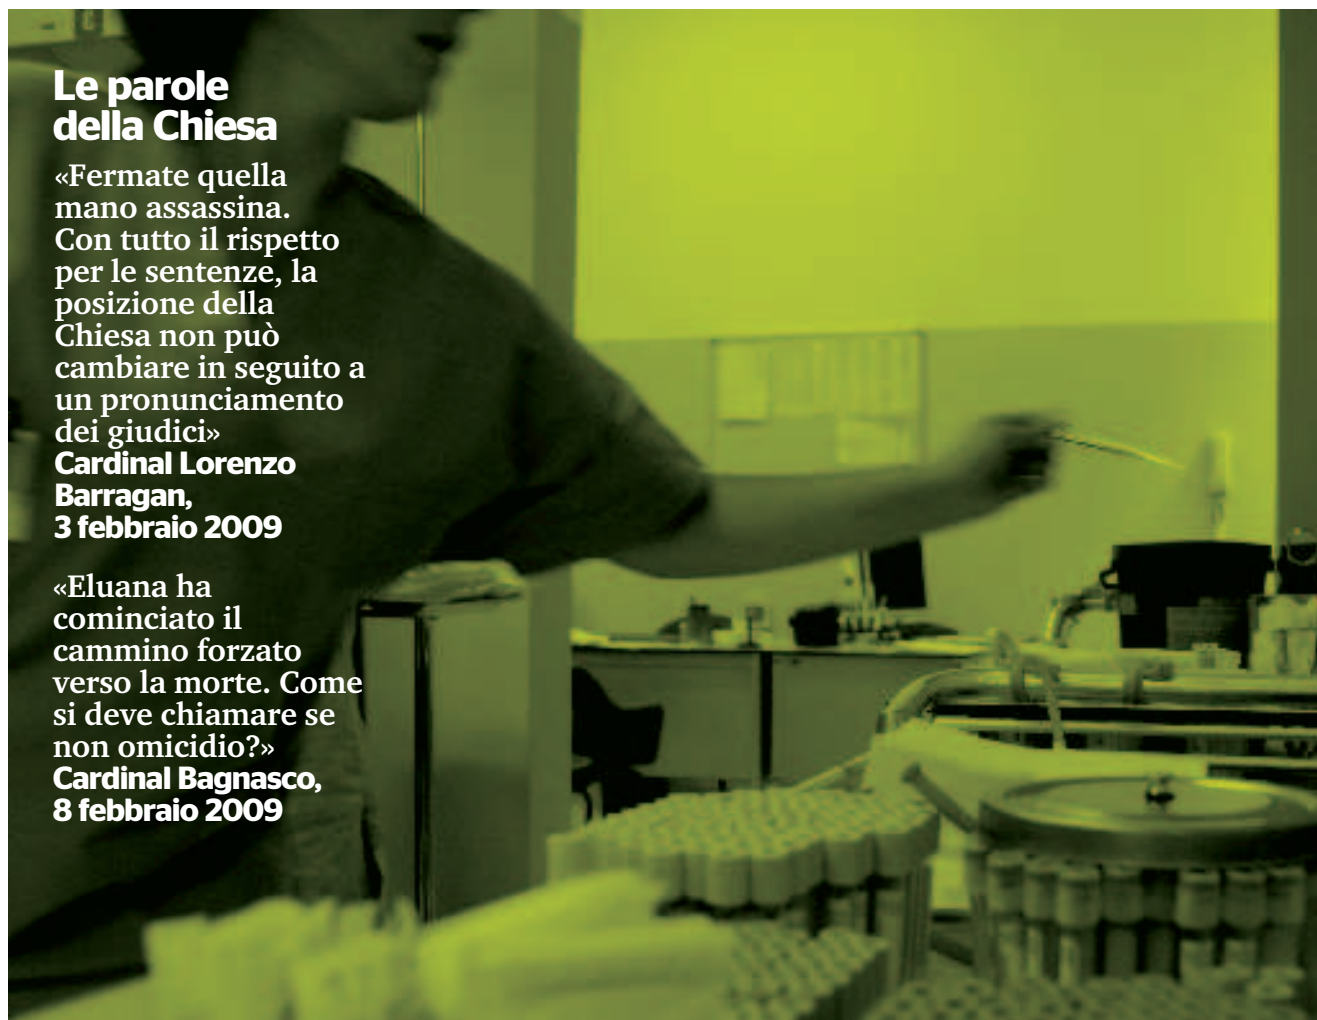 Le parole
della Chiesa
«Fermate quella
mano assassina.
Con tutto il rispetto
per le sentenze, la
posizione della
Chiesa non può
cambiare in seguito a
un pronunciamento
dei giudici»
Cardinal Lorenzo
Barragan,
3 febbraio 2009
«Eluana ha
cominciato il
cammino forzato
verso la morte. Come
si deve chiamare se
non omicidio?»
Cardinal Bagnasco,
8 febbraio 2009